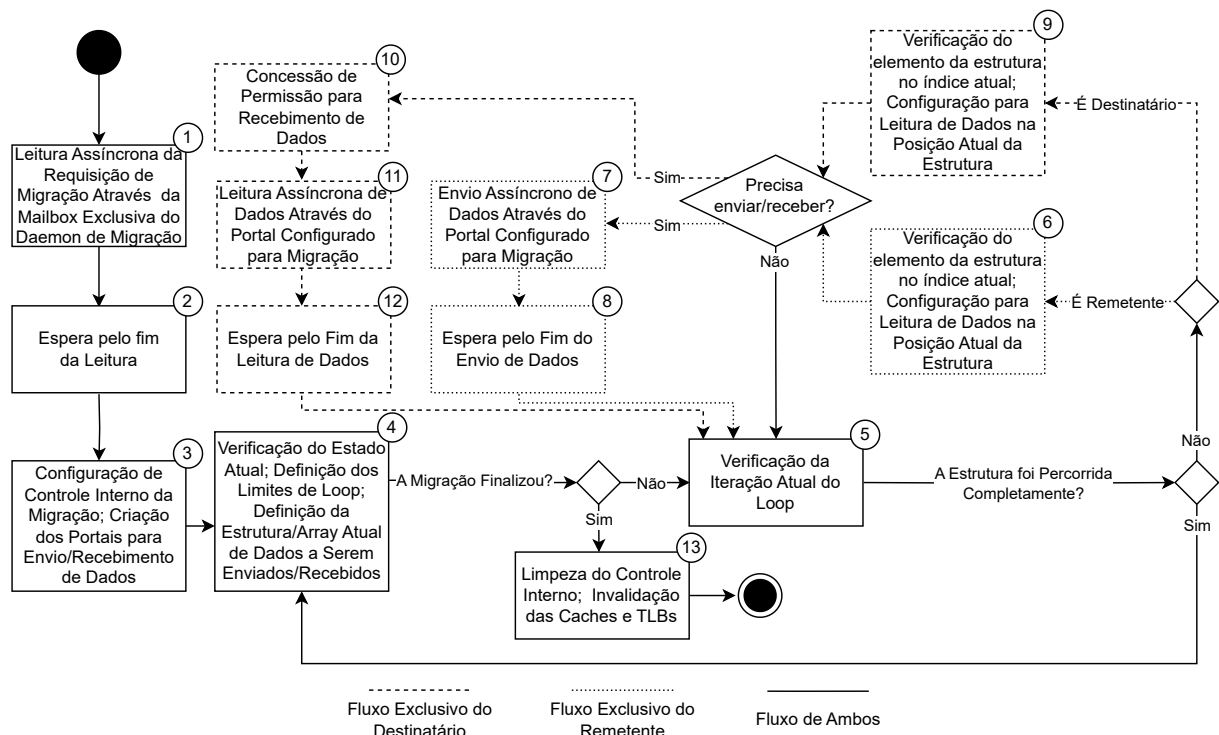 1
Leitura Assíncrona da
Requisição de
Migração Através da
Mailbox Exclusiva do
Daemon de Migração
2
Espera pelo fim
da Leitura
3
Configuração de
Controle Interno da
Migração; Criação
dos Portais para
Envio/Recebimento
de Dados
4
Verificação do Estado
Atual; Definição dos
Limites de Loop;
Definição da
Estrutura/Array Atual
de Dados a Serem
Enviados/Recebidos
A Migração Finalizou?
Não
Sim
13
Limpeza do Controle
Interno; Invalidação
das Caches e TLBs
5
Verificação da
Iteração Atual do
Loop
A Estrutura foi Percorrida
Completamente?
Não
Sim
É Remetente
É Destinatário
6
Verificação do
elemento da estrutura
no índice atual;
Configuração para
Leitura de Dados na
Posição Atual da
Estrutura
9
Verificação do
elemento da estrutura
no índice atual;
Configuração para
Leitura de Dados na
Posição Atual da
Estrutura
Precisa
enviar/receber?
Sim
Sim
Não
7
Envio Assíncrono de
Dados Através do
Portal Configurado
para Migração
8
Espera pelo Fim do
Envio de Dados
10
Concessão de
Permissão para
Recebimento de
Dados
11
Leitura Assíncrona de
Dados Através do
Portal Configurado
para Migração
12
Espera pelo Fim da
Leitura de Dados
Fluxo Exclusivo do
Destinatário
Fluxo Exclusivo do
Remetente
Fluxo de Ambos